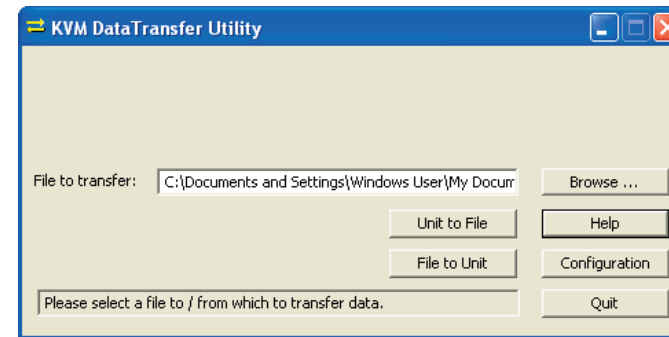 KVM DataTransfer Utility
File to transfer: C:\Documents and Settings\Windows User\My Docum Browse ...
Unit to File Help
File to Unit Configuration
Please select a file to / from which to transfer data. Quit